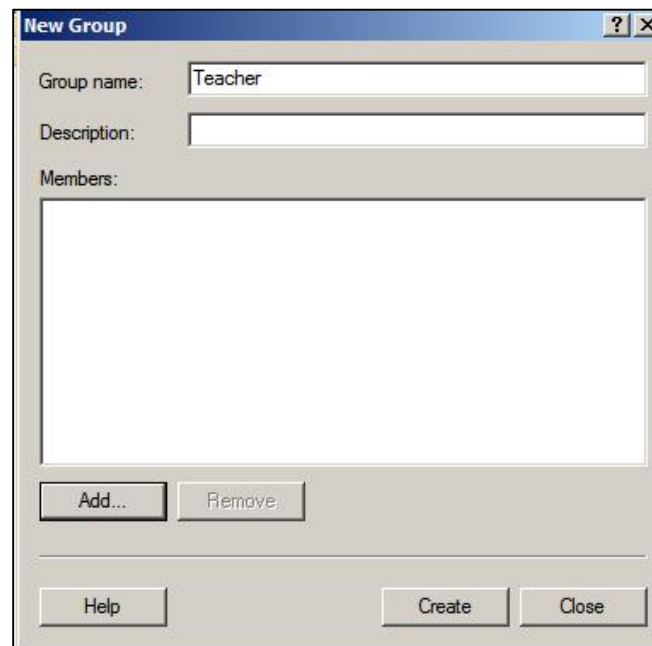 New Group
Group name: Teacher
Description:
Members:
Add... Remove
Help Create Close